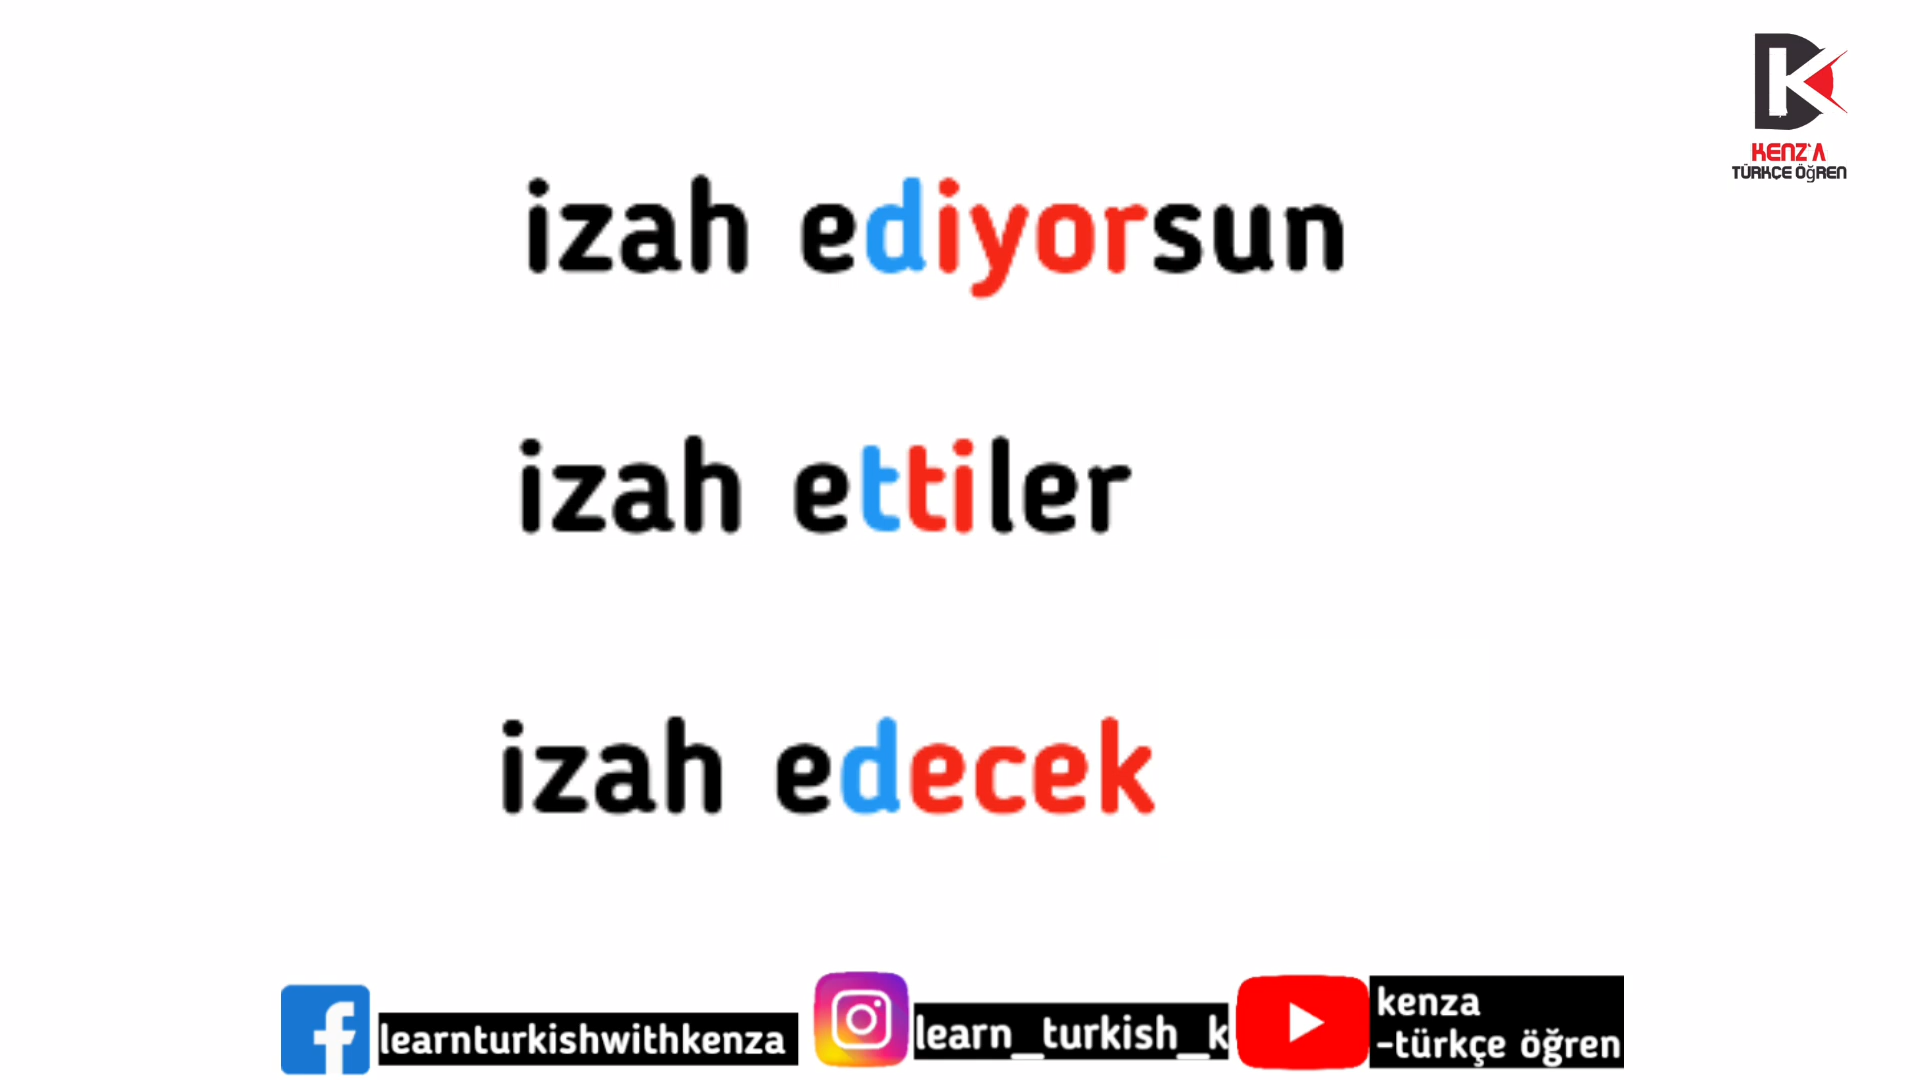 KENZ'A
TÜRKÇE ÖğREN
izah ediyorsun
izah ettiler
izah edecek
learnturkishwithkenza
learn_turkish_k
kenza
-türkçe öğren